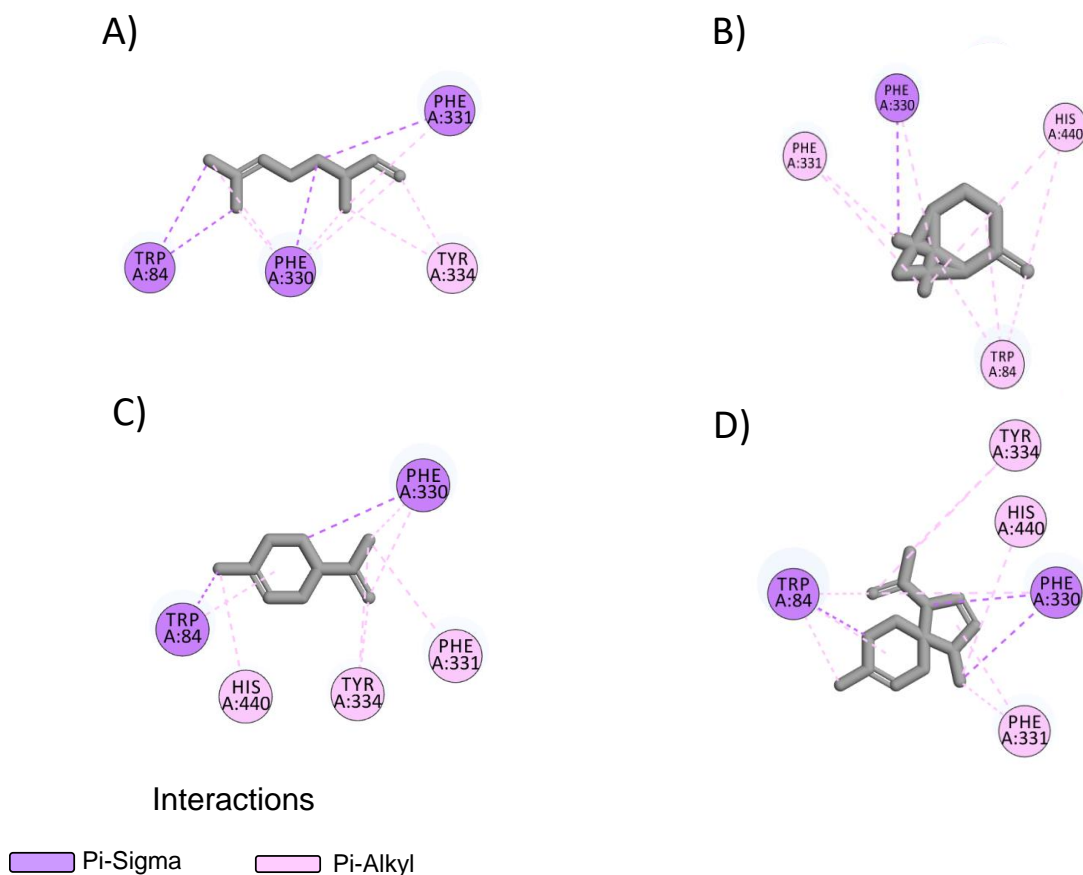 A)
PHE
A:331
TRP
A:84
PHE
A:330
TYR
A:334
B)
PHE
A:330
HIS
A:440
PHE
A:331
TRP
A:84
C)
PHE
A:330
TRP
A:84
HIS
A:440
TYR
A:334
PHE
A:331
D)
TYR
A:334
HIS
A:440
TRP
A:84
PHE
A:330
PHE
A:331
Interactions
Pi-Sigma
Pi-Alkyl